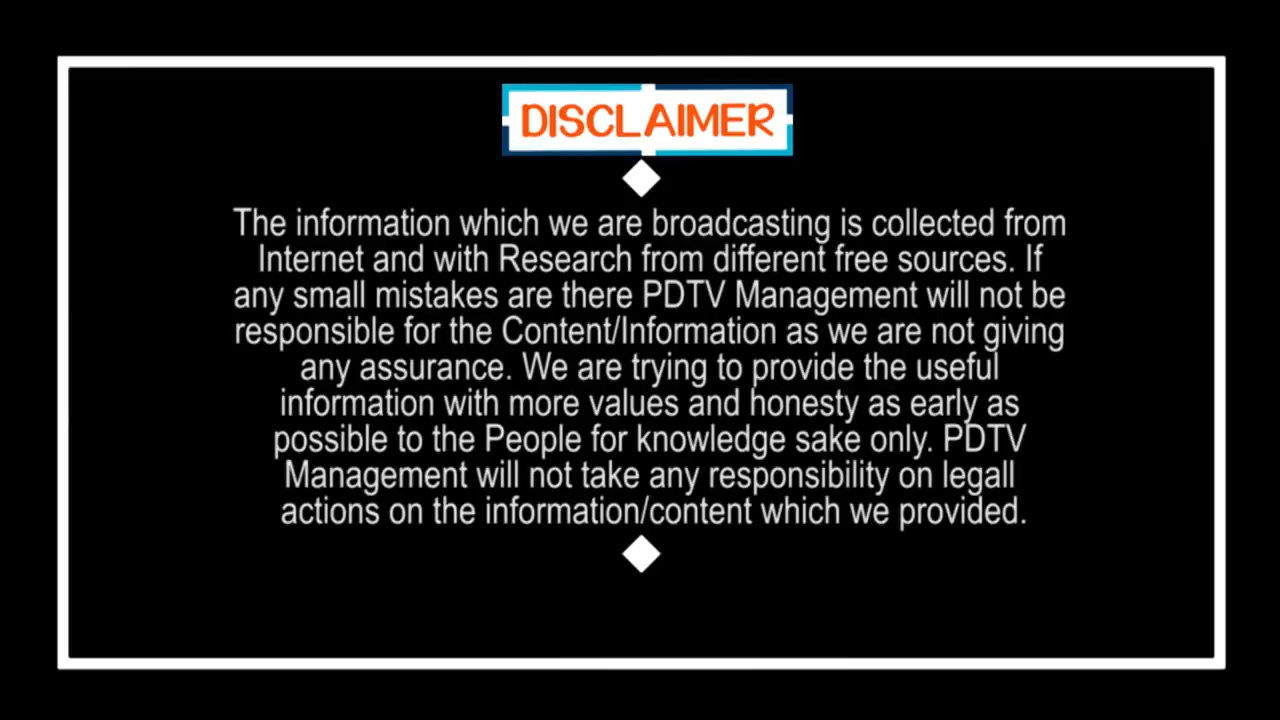 DISCLAIMER
The information which we are broadcasting is collected from
Internet and with Research from different free sources. If
any small mistakes are there PDTV Management will not be
responsible for the Content/Information as we are not giving
any assurance. We are trying to provide the useful
information with more values and honesty as early as
possible to the People for knowledge sake only. PDTV
Management will not take any responsibility on legall
actions on the information/content which we provided.